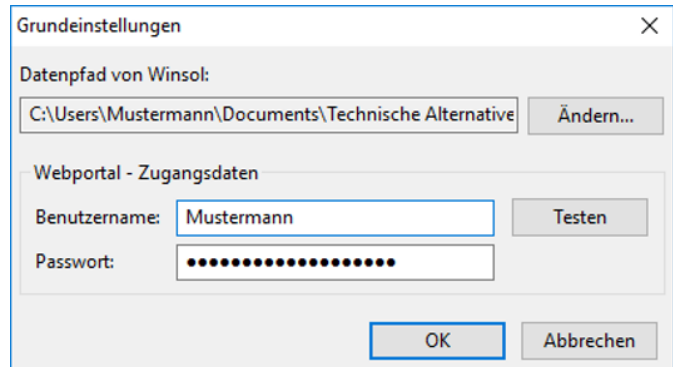 Grundeinstellungen
Datenpfad von Winsol:
C:\Users\Mustermann\Documents\Technische Alternative
Ändern...
Webportal - Zugangsdaten
Benutzername: Mustermann
Testen
Passwort: ●●●●●●●●●●●●●●●●●●●
OK
Abbrechen